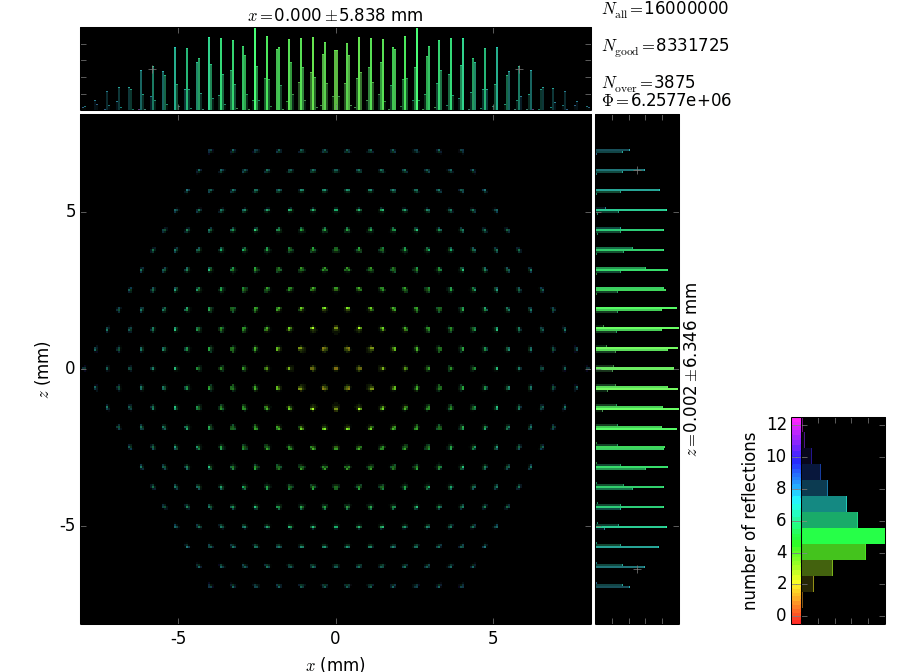 x=0.000 ±5.838 mm
N_all=16000000
N_good=8331725
N_over=3875
Φ=6.2577e+06
5
0
-5
z (mm)
-5
0
5
x (mm)
z=0.002±6.346 mm
12
10
8
6
4
2
0
number of reflections